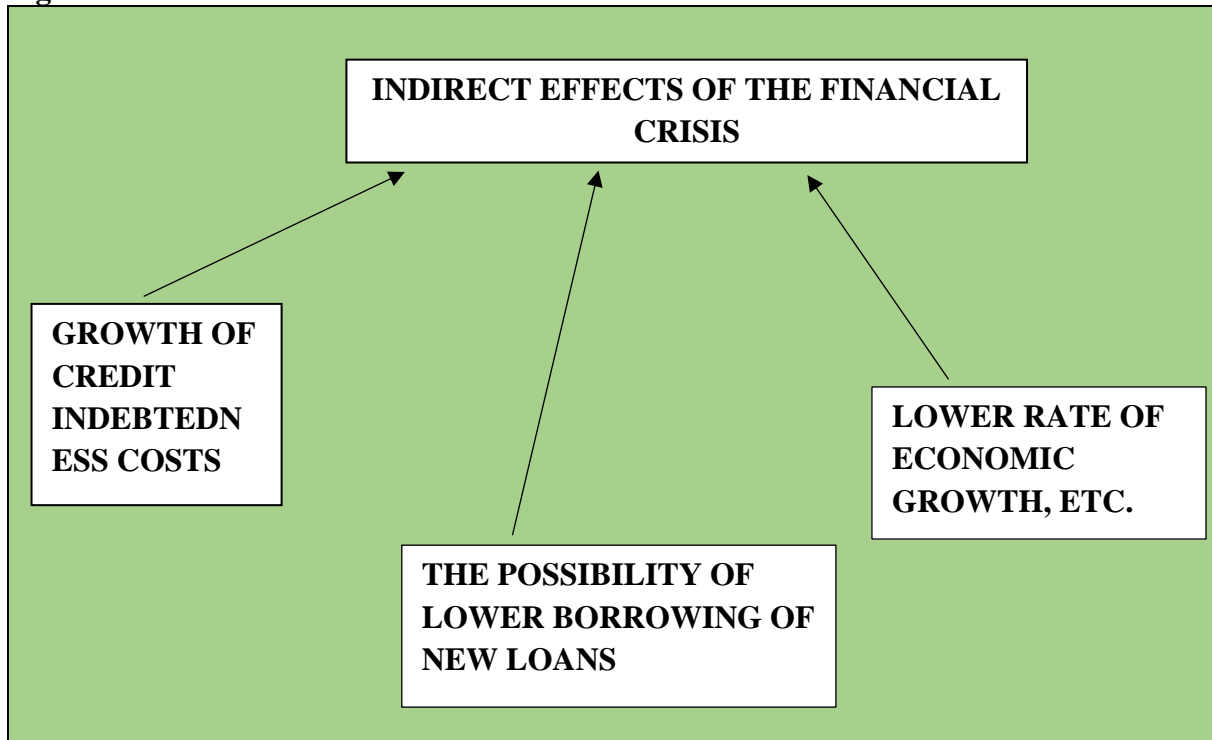 INDIRECT EFFECTS OF THE FINANCIAL
CRISIS
GROWTH OF
CREDIT
INDEBTEDN
ESS COSTS
LOWER RATE OF
ECONOMIC
GROWTH, ETC.
THE POSSIBILITY OF
LOWER BORROWING OF
NEW LOANS